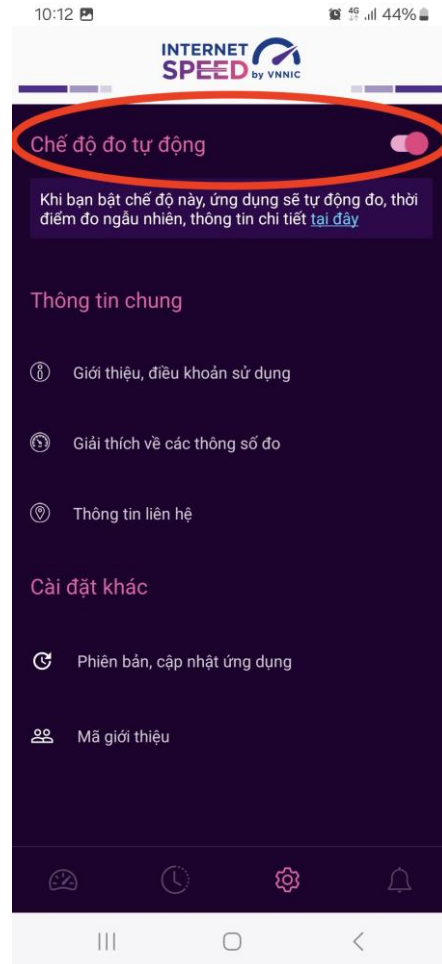 10:12 4G 44%
INTERNET
SPEED by VNNIC
Chế độ đo tự động
Khi bạn bật chế độ này, ứng dụng sẽ tự động đo, thời
điểm đo ngẫu nhiên, thông tin chi tiết tại đây
Thông tin chung
Giới thiệu, điều khoản sử dụng
Giải thích về các thông số đo
Thông tin liên hệ
Cài đặt khác
Phiên bản, cập nhật ứng dụng
Mã giới thiệu